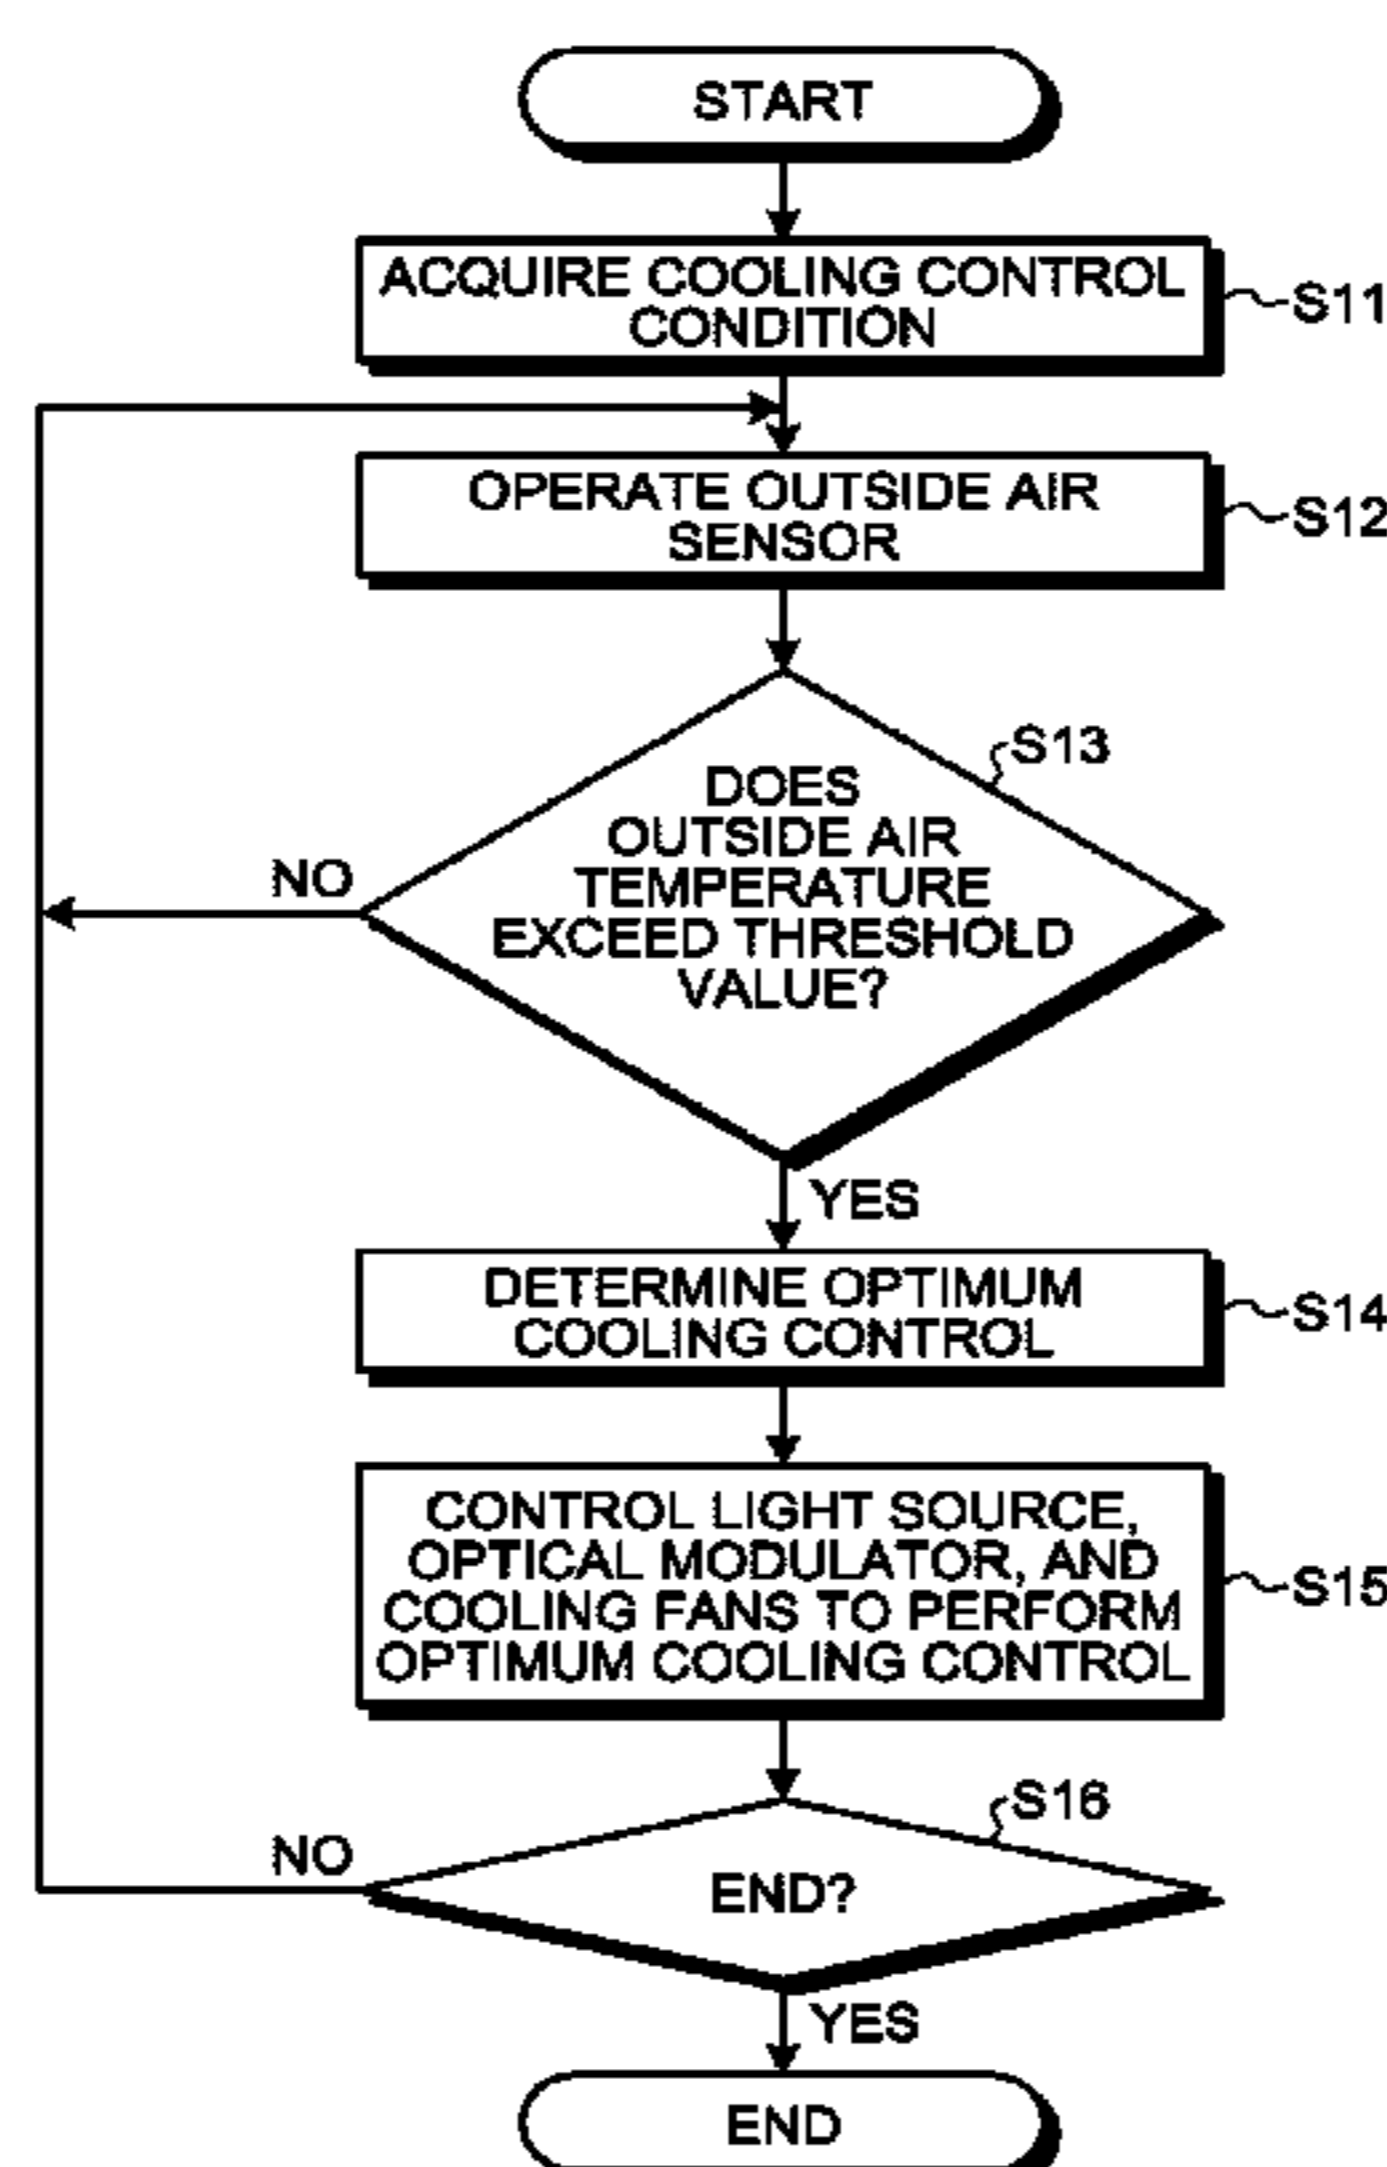 START
ACQUIRE COOLING CONTROL
CONDITION
S11
OPERATE OUTSIDE AIR
SENSOR
S12
S13
DOES
OUTSIDE AIR
TEMPERATURE
EXCEED THRESHOLD
VALUE?
NO
YES
DETERMINE OPTIMUM
COOLING CONTROL
S14
CONTROL LIGHT SOURCE,
OPTICAL MODULATOR, AND
COOLING FANS TO PERFORM
OPTIMUM COOLING CONTROL
S15
S16
NO
END?
YES
END